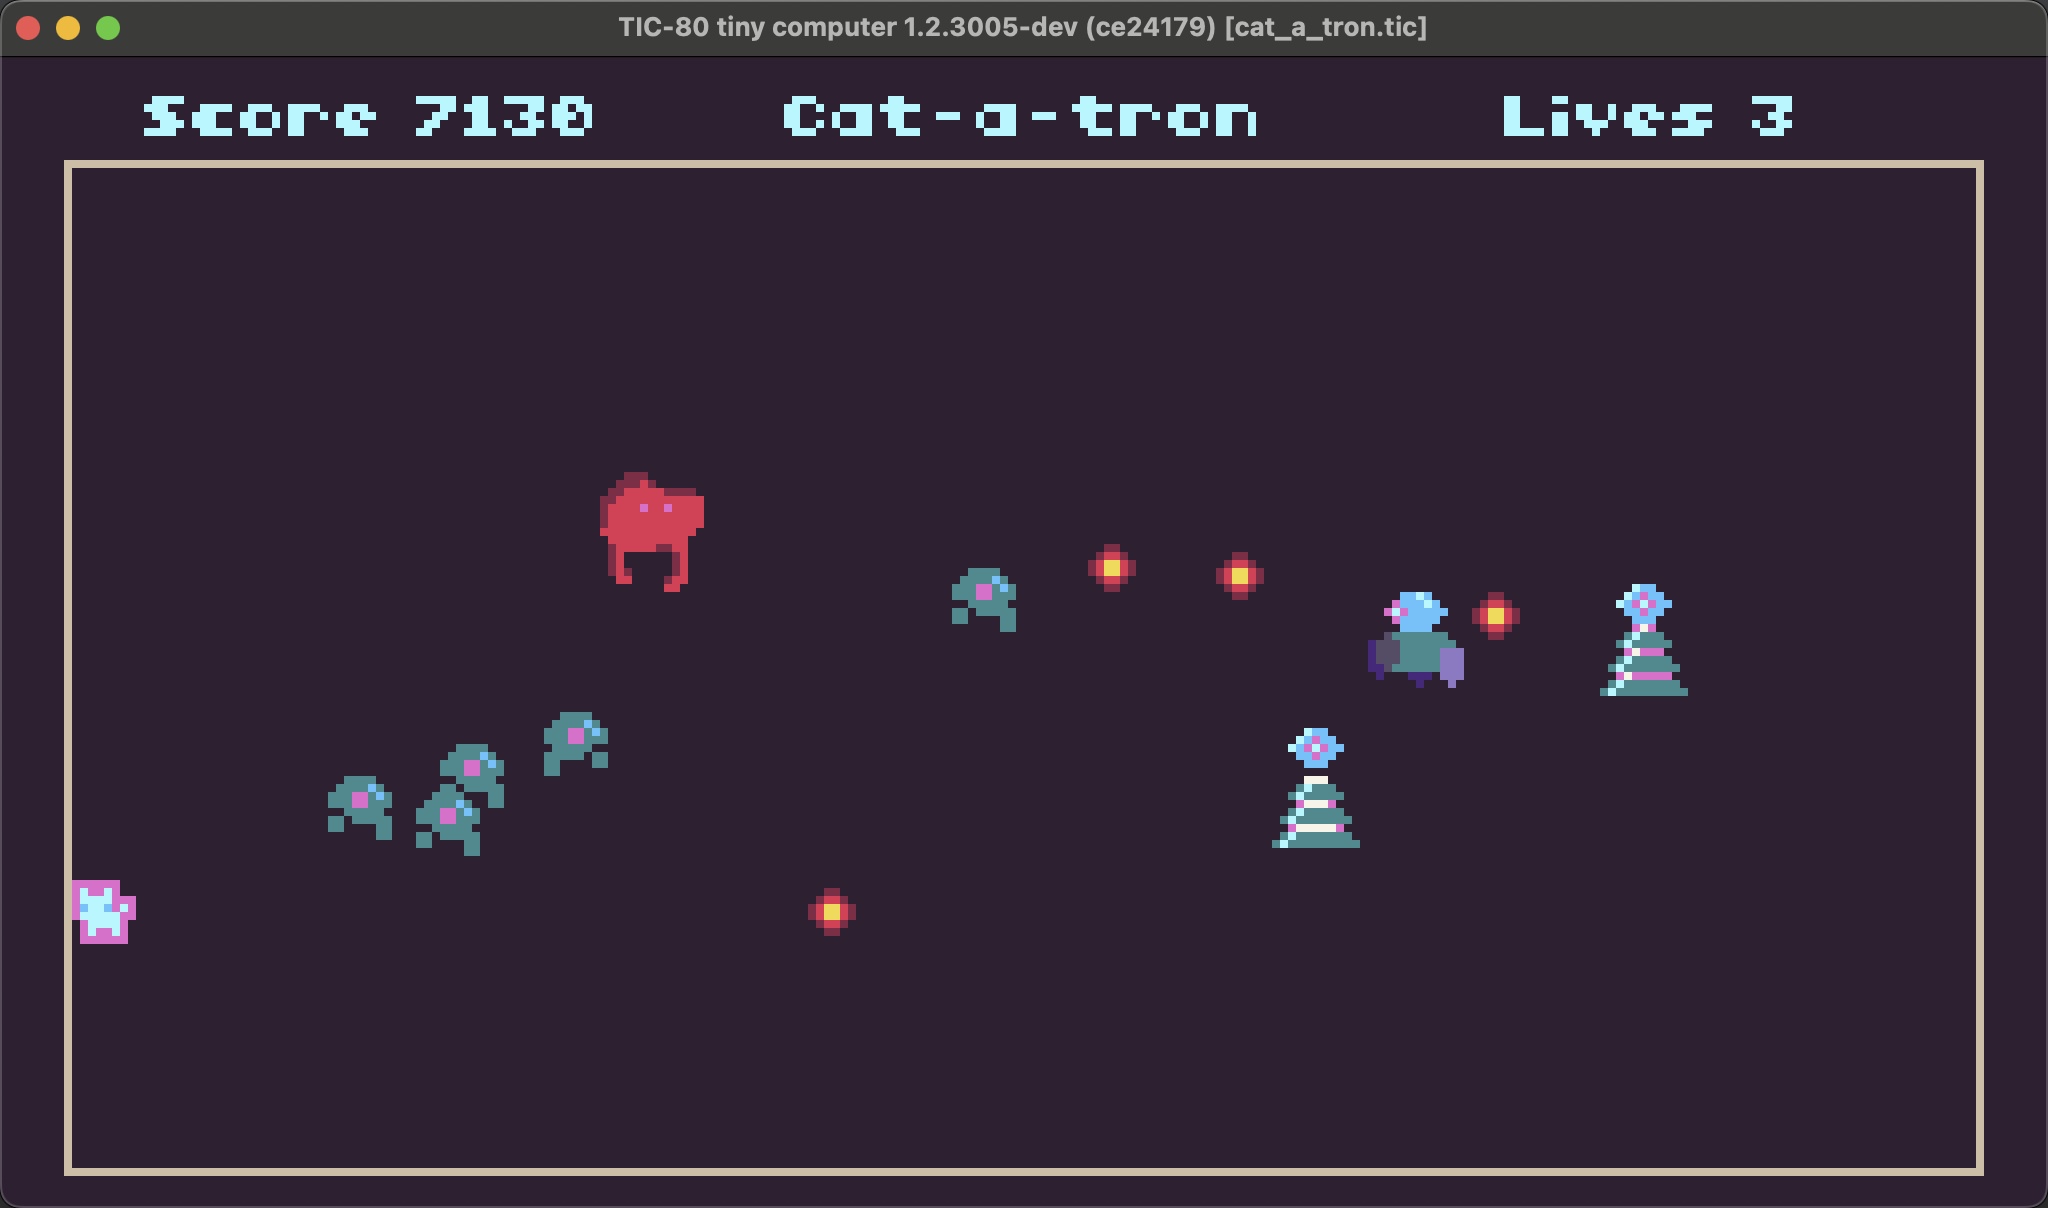 TIC-80 tiny computer 1.2.3005-dev (ce24179) [cat_a_tron.tic]
Score 7130 Cat-a-tron Lives 3